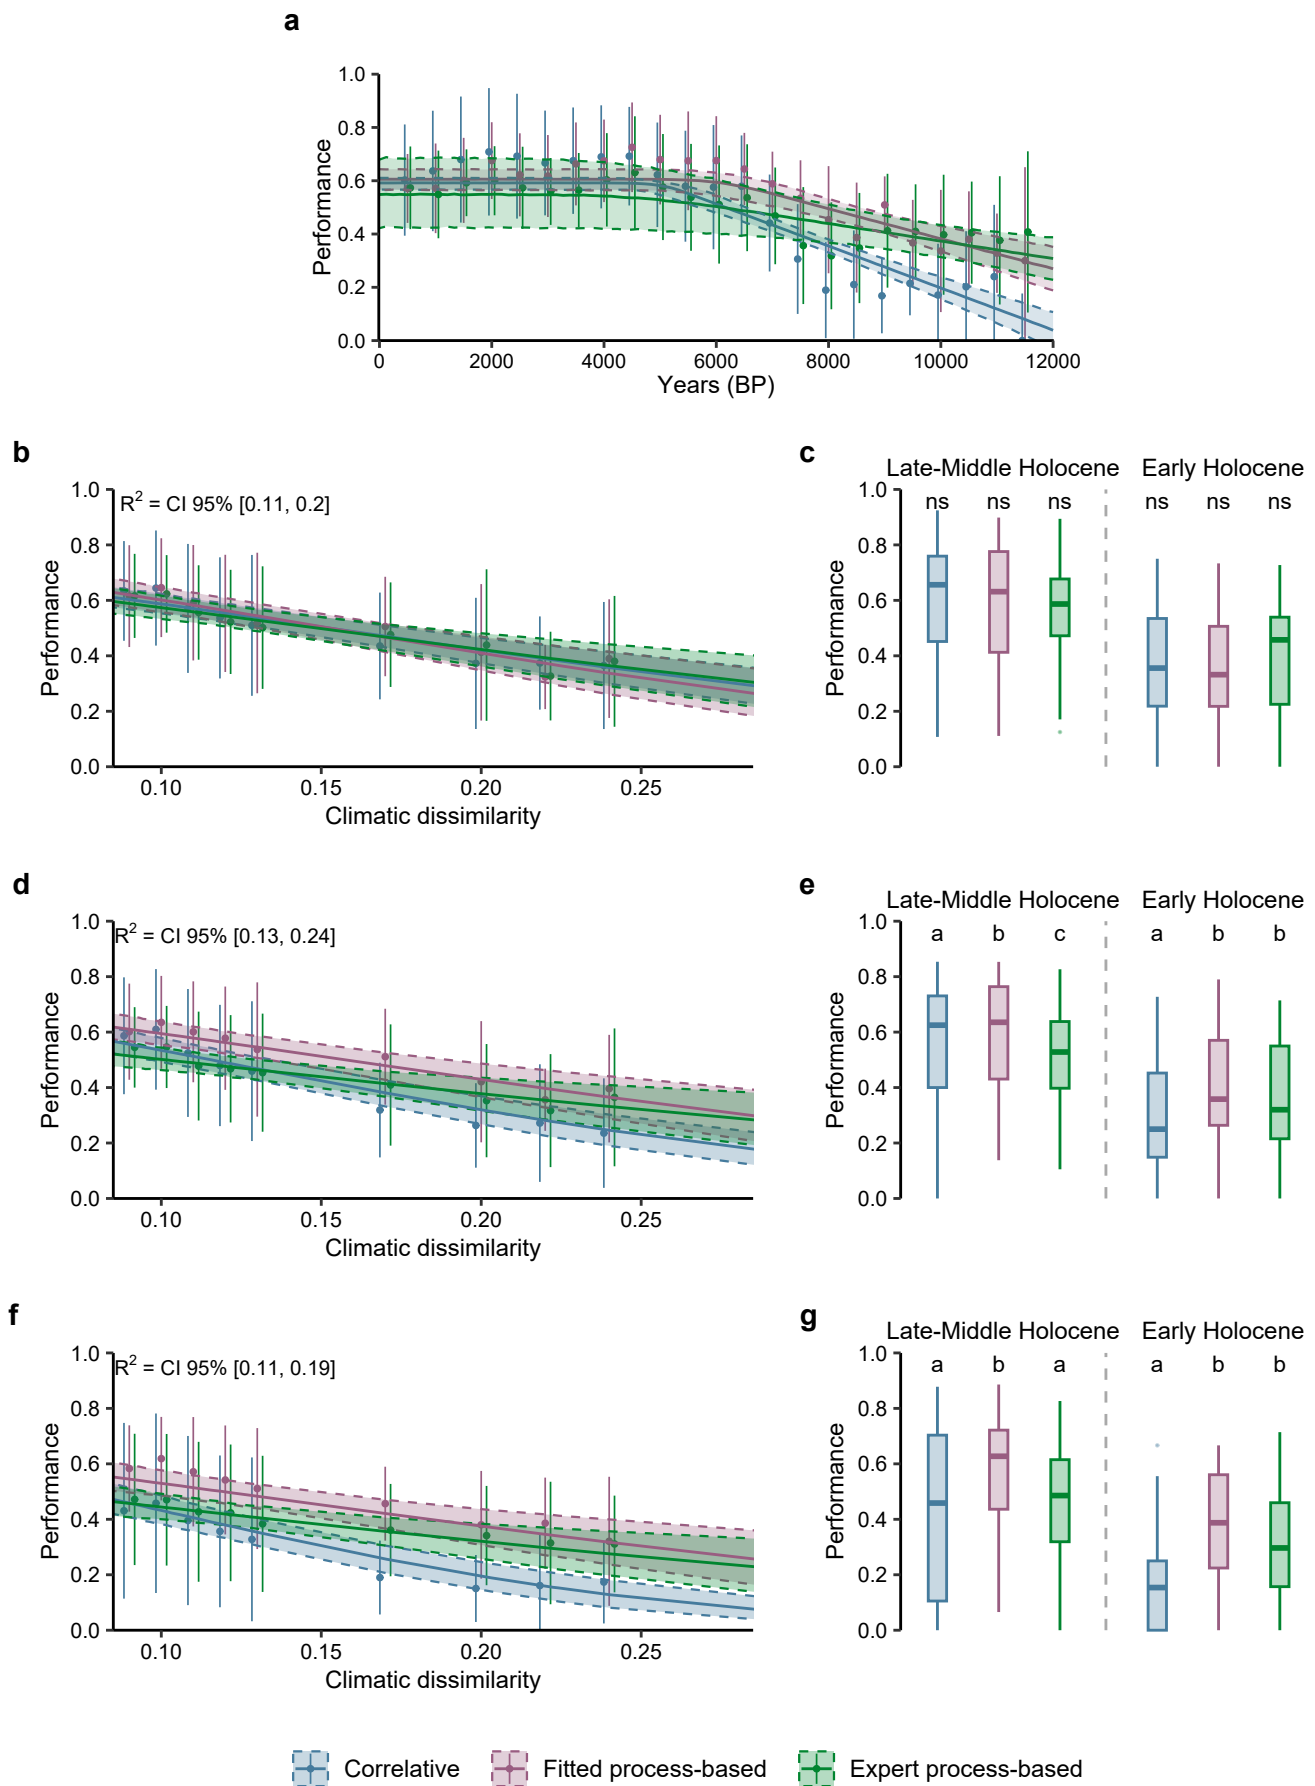 a
1.0
0.8
0.6
0.4
0.2
0.0
Performance
0 2000 4000 6000 8000 10000 12000
Years (BP)
b
1.0
0.8
0.6
0.4
0.2
0.0
Performance
R² = CI 95% [0.11, 0.2]
0.10 0.15 0.20 0.25
Climatic dissimilarity
c
Late-Middle Holocene Early Holocene
1.0
0.8
0.6
0.4
0.2
0.0
Performance
ns ns ns ns ns ns
d
1.0
0.8
0.6
0.4
0.2
0.0
Performance
R² = CI 95% [0.13, 0.24]
0.10 0.15 0.20 0.25
Climatic dissimilarity
e
Late-Middle Holocene Early Holocene
1.0
0.8
0.6
0.4
0.2
0.0
Performance
a b c a b b
f
1.0
0.8
0.6
0.4
0.2
0.0
Performance
R² = CI 95% [0.11, 0.19]
0.10 0.15 0.20 0.25
Climatic dissimilarity
g
Late-Middle Holocene Early Holocene
1.0
0.8
0.6
0.4
0.2
0.0
Performance
a b a a b b
Correlative Fitted process-based Expert process-based